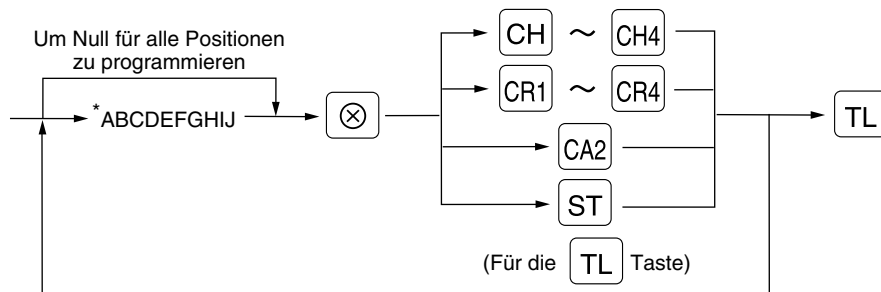 Um Null für alle Positionen
zu programmieren
*ABCDEFGHIJ
⊗
CH ～ CH4
CR1 ～ CR4
CA2
ST
TL
(Für die TL Taste)